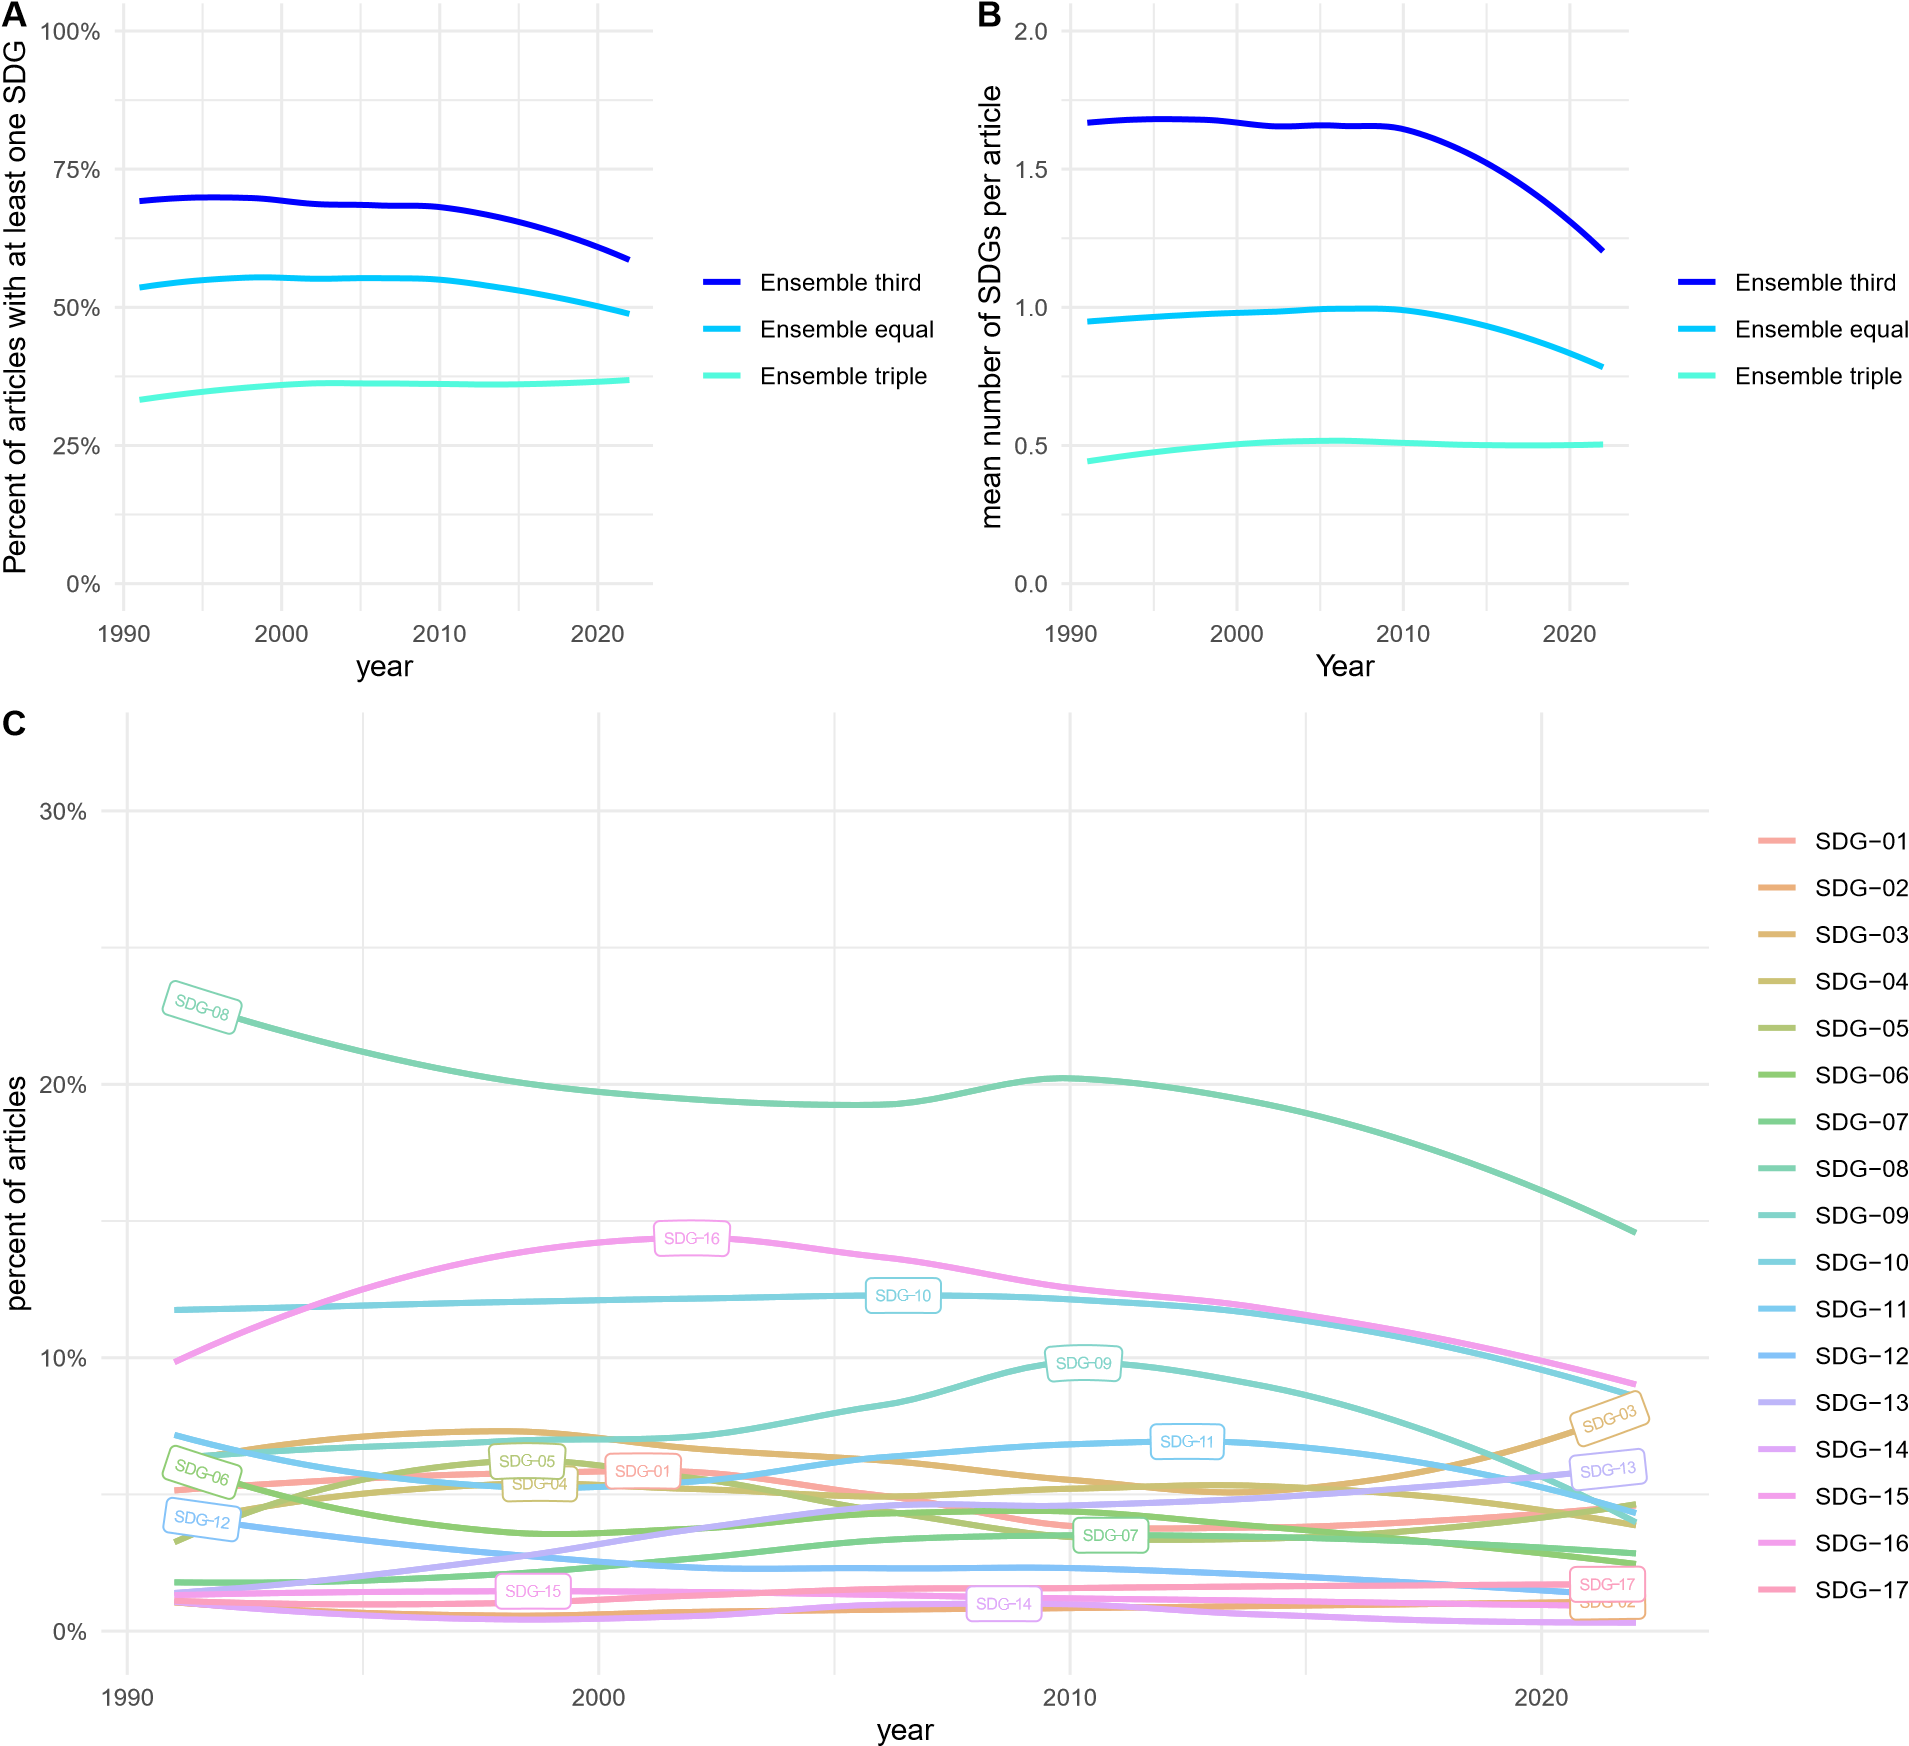 A
Percent of articles with at least one SDG
100%
75%
50%
25%
0%
1990 2000 2010 2020
year
Ensemble third
Ensemble equal
Ensemble triple
B
mean number of SDGs per article
2.0
1.5
1.0
0.5
0.0
1990 2000 2010 2020
Year
Ensemble third
Ensemble equal
Ensemble triple
C
percent of articles
30%
20%
10%
0%
1990 2000 2010 2020
year
SDG-08
SDG-16
SDG-10
SDG-09
SDG-03
SDG-11
SDG-05
SDG-01
SDG-06
SDG-13
SDG-04
SDG-12
SDG-07
SDG-15
SDG-17
SDG-14
SDG-02
SDG-01
SDG-02
SDG-03
SDG-04
SDG-05
SDG-06
SDG-07
SDG-08
SDG-09
SDG-10
SDG-11
SDG-12
SDG-13
SDG-14
SDG-15
SDG-16
SDG-17